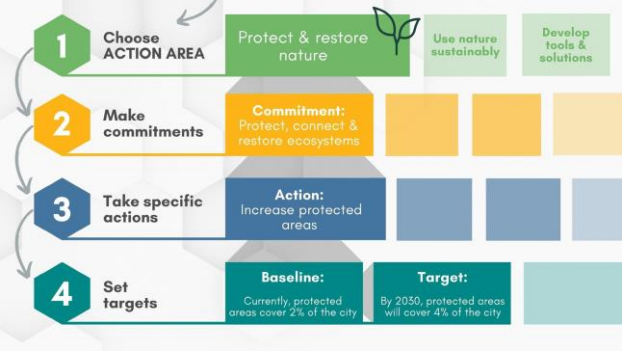 1
Choose
ACTION AREA
Protect & restore
nature
Use nature
sustainably
Develop
tools &
solutions
2
Make
commitments
Commitment:
Protect, connect &
restore ecosystems
3
Take specific
actions
Action:
Increase protected
areas
4
Set
targets
Baseline:
Currently, protected
areas cover 2% of the city
Target:
By 2030, protected areas
will cover 4% of the city